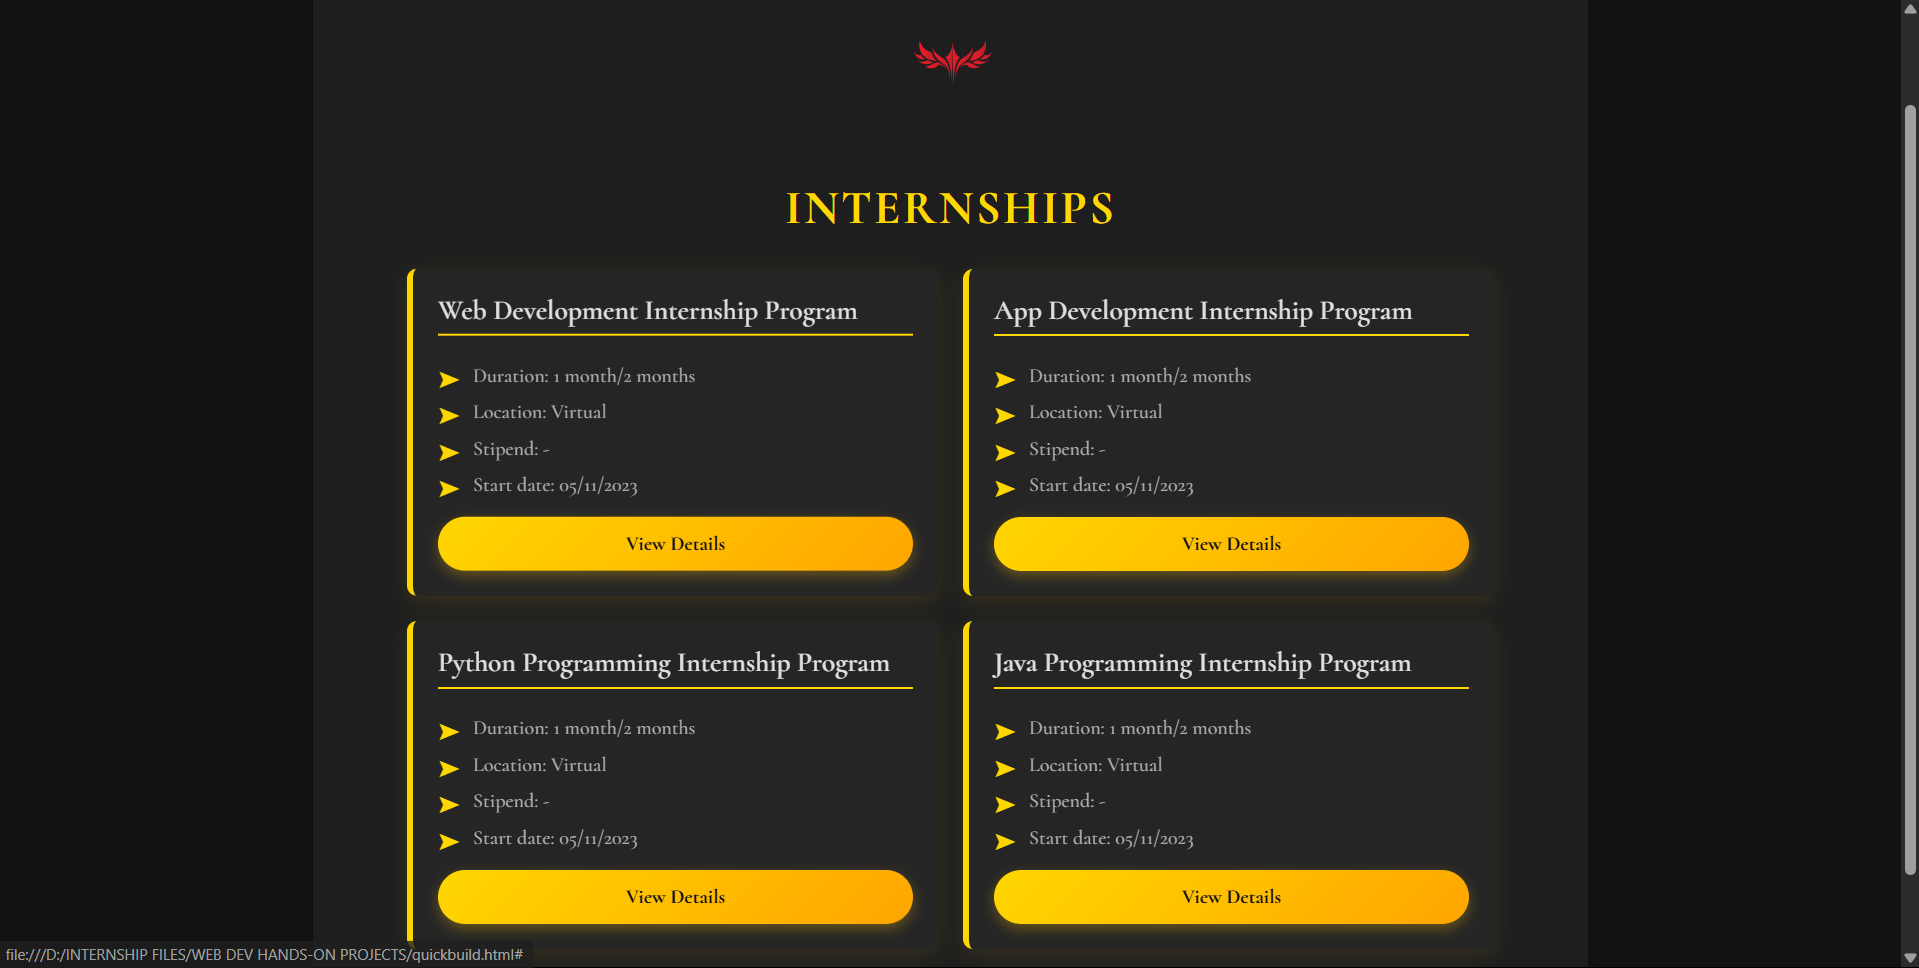 INTERNSHIPS
Web Development Internship Program
Duration: 1 month/2 months
Location: Virtual
Stipend: -
Start date: 05/11/2023
View Details
App Development Internship Program
Duration: 1 month/2 months
Location: Virtual
Stipend: -
Start date: 05/11/2023
View Details
Python Programming Internship Program
Duration: 1 month/2 months
Location: Virtual
Stipend: -
Start date: 05/11/2023
View Details
Java Programming Internship Program
Duration: 1 month/2 months
Location: Virtual
Stipend: -
Start date: 05/11/2023
View Details
file:///D:/INTERNSHIP FILES/WEB DEV HANDS-ON PROJECTS/quickbuild.html#